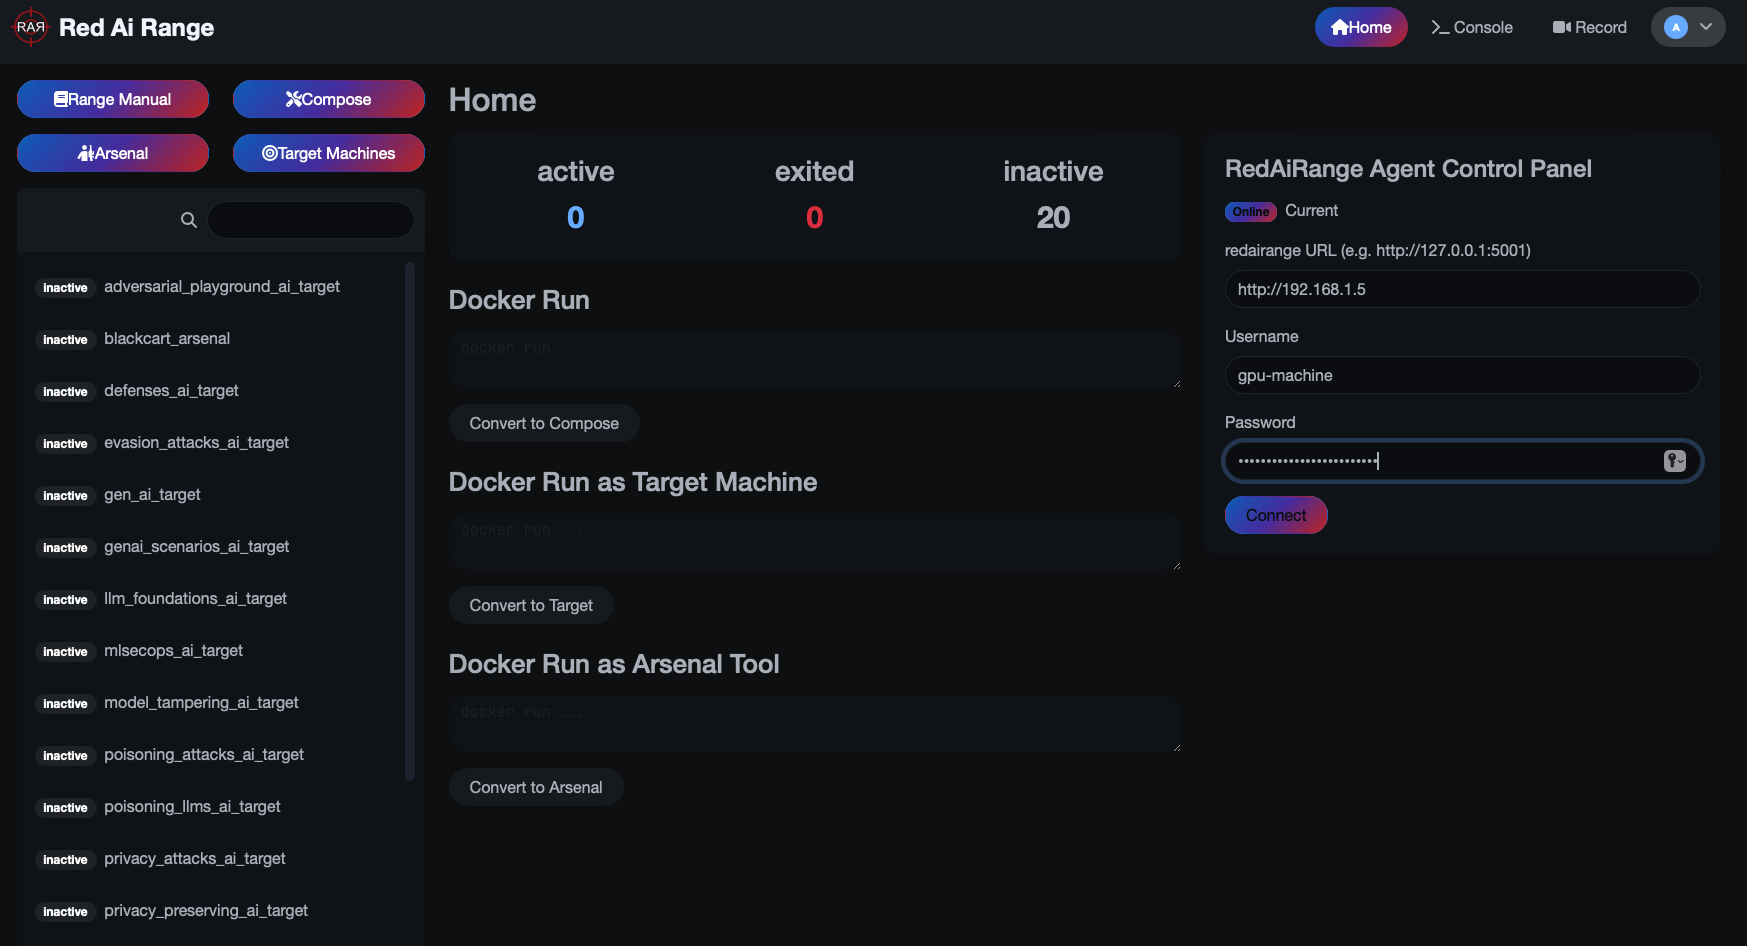 RAR Red Ai Range
Home
Console
Record
A
Range Manual
Compose
Arsenal
Target Machines
inactive adversarial_playground_ai_target
inactive blackcart_arsenal
inactive defenses_ai_target
inactive evasion_attacks_ai_target
inactive gen_ai_target
inactive genai_scenarios_ai_target
inactive llm_foundations_ai_target
inactive mlsecops_ai_target
inactive model_tampering_ai_target
inactive poisoning_attacks_ai_target
inactive poisoning_llms_ai_target
inactive privacy_attacks_ai_target
inactive privacy_preserving_ai_target
Home
active exited inactive
0 0 20
Docker Run
docker run ...
Convert to Compose
Docker Run as Target Machine
docker run ...
Convert to Target
Docker Run as Arsenal Tool
docker run ...
Convert to Arsenal
RedAiRange Agent Control Panel
Online Current
redairange URL (e.g. http://127.0.0.1:5001)
http://192.168.1.5
Username
gpu-machine
Password
Connect